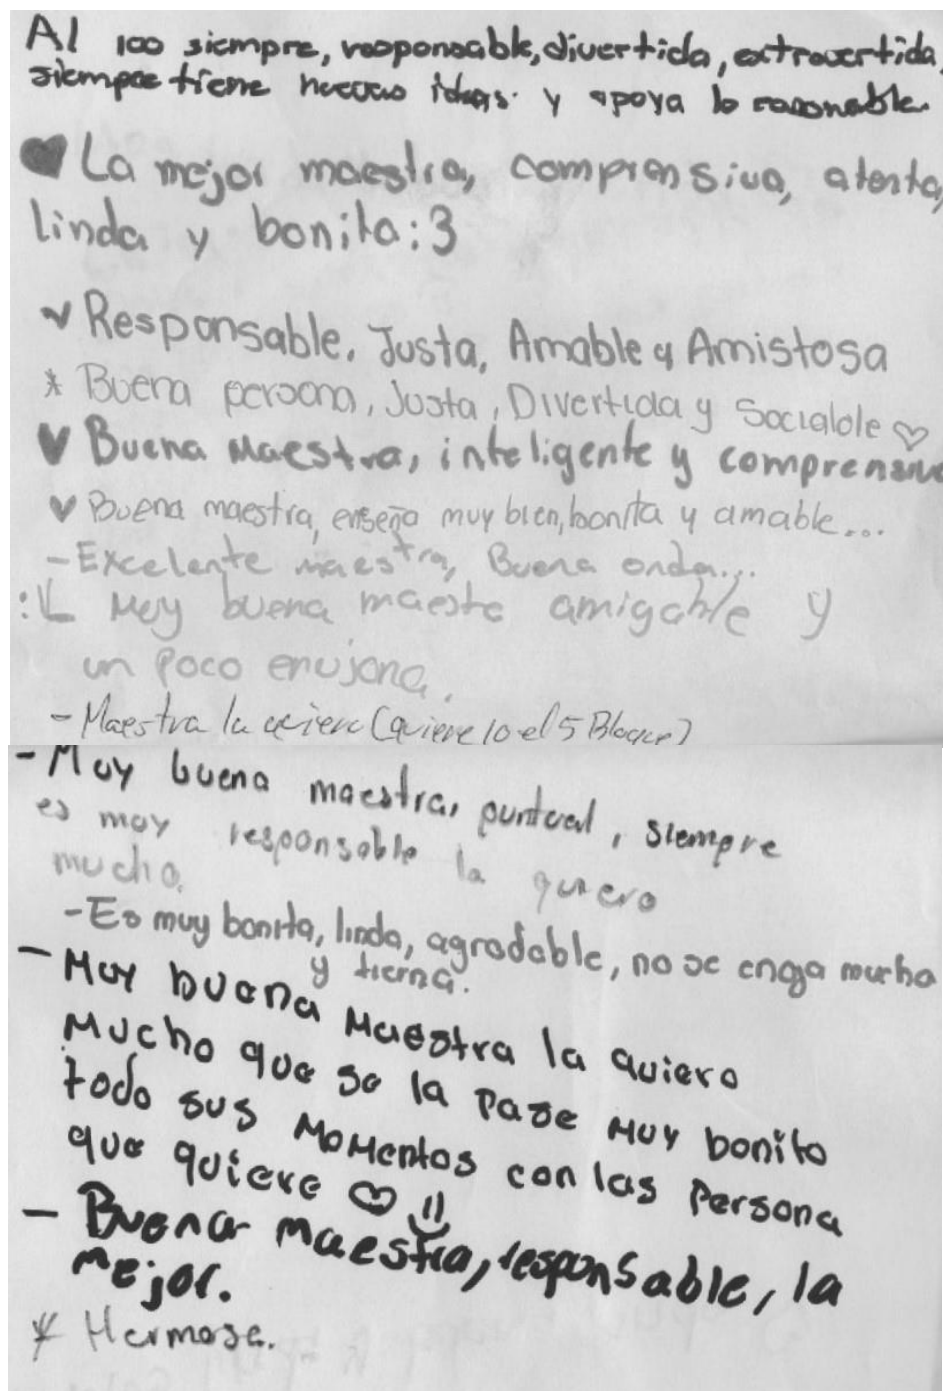 Al 100 siempre, responsable, divertida, extrovertida,
siempre tiene nuevas ideas y apoya lo razonable
La mejor maestra, comprensiva, atenta,
linda y bonita :3
Responsable, Justa, Amable y Amistosa
* Buena persona, Justa, Divertida y Sociable ♡
Buena Maestra, inteligente y comprensiva
Buena maestra, enseña muy bien, bonita y amable...
- Excelente maestra, Buena onda...
:L Muy buena maestra amigable y
un poco enojona.
- Maestra la quiero (quiere 10 el 5 Bloque)
- Muy buena maestra, puntual, siempre
es muy responsable la quiero
mucho.
- Es muy bonita, linda, agradable, no se enoja mucho
y tierna.
- Muy buena Maestra la quiero
mucho que se la pase muy bonito
todo sus momentos con las persona
que quiere ♡
- Buena maestra, responsable, la
mejor.
* Hermosa.